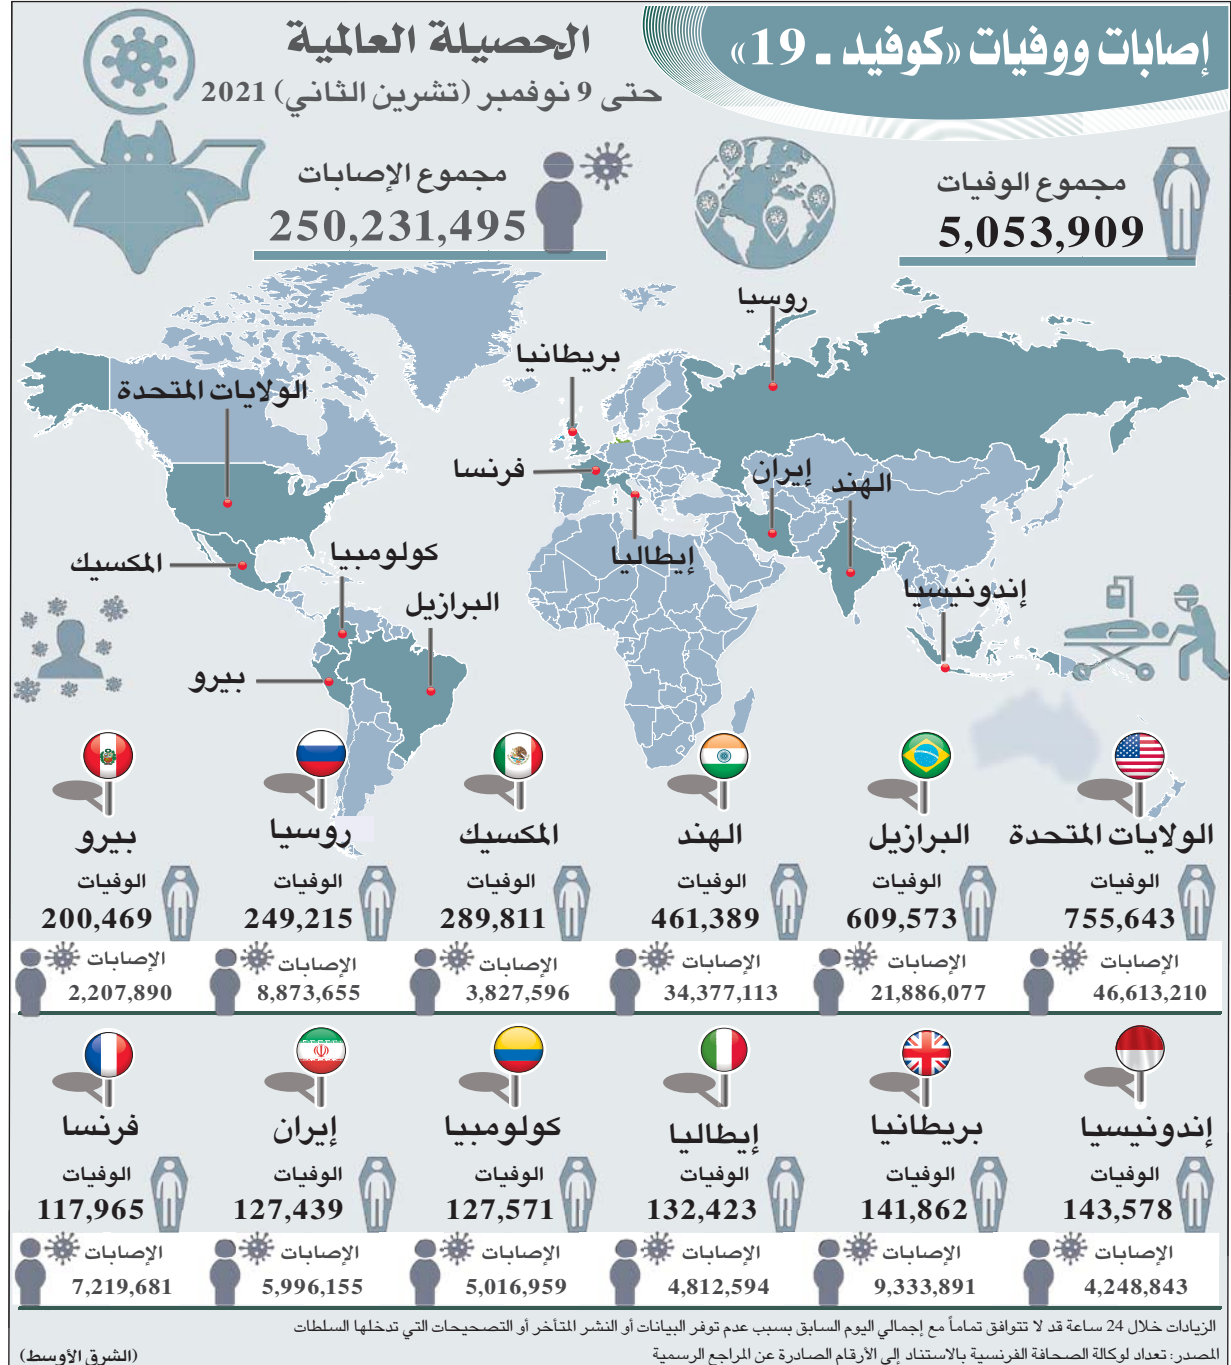 إصابات ووفيات «كوفيد ـ 19»
الحصيلة العالمية
حتى 9 نوفمبر (تشرين الثاني) 2021
مجموع الوفيات
5,053,909
مجموع الإصابات
250,231,495
روسيا
بريطانيا
الولايات المتحدة
فرنسا
إيران
الهند
إيطاليا
كولومبيا
المكسيك
إندونيسيا
البرازيل
بيرو
الولايات المتحدة
الوفيات
755,643
الإصابات
46,613,210
البرازيل
الوفيات
609,573
الإصابات
21,886,077
الهند
الوفيات
461,389
الإصابات
34,377,113
المكسيك
الوفيات
289,811
الإصابات
3,827,596
روسيا
الوفيات
249,215
الإصابات
8,873,655
بيرو
الوفيات
200,469
الإصابات
2,207,890
إندونيسيا
الوفيات
143,578
الإصابات
4,248,843
بريطانيا
الوفيات
141,862
الإصابات
9,333,891
إيطاليا
الوفيات
132,423
الإصابات
4,812,594
كولومبيا
الوفيات
127,571
الإصابات
5,016,959
إيران
الوفيات
127,439
الإصابات
5,996,155
فرنسا
الوفيات
117,965
الإصابات
7,219,681
الزيادات خلال 24 ساعة قد لا تتوافق تماماً مع إجمالي اليوم السابق بسبب عدم توفر البيانات أو النشر المتأخر أو التصحيحات التي تدخلها السلطات
المصدر: تعداد لوكالة الصحافة الفرنسية بالاستناد إلى الأرقام الصادرة عن المراجع الرسمية
(الشرق الأوسط)